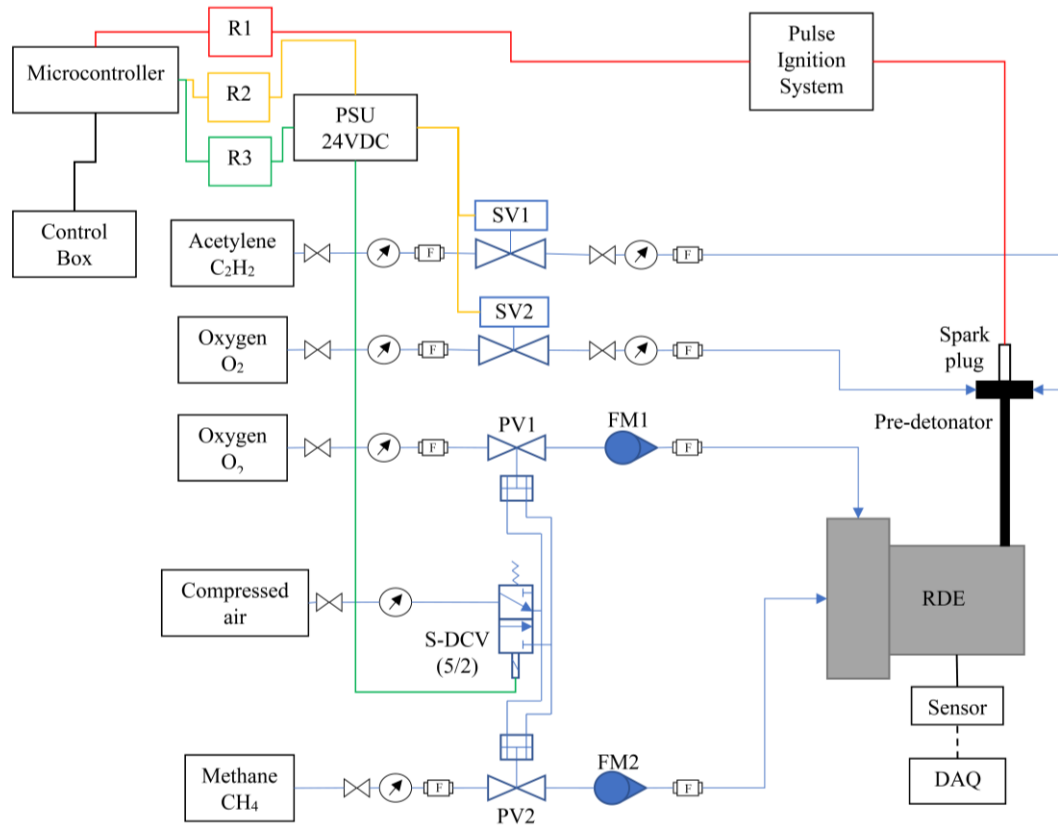 R1
Pulse
Ignition
System
Microcontroller
R2
PSU
24VDC
R3
Control
Box
SV1
Acetylene
C₂H₂
F
F
SV2
Oxygen
O₂
F
F
Spark
plug
Pre-detonator
Oxygen
O₂
F
PV1
FM1
F
Compressed
air
S-DCV
(5/2)
RDE
Sensor
DAQ
Methane
CH₄
F
PV2
FM2
F